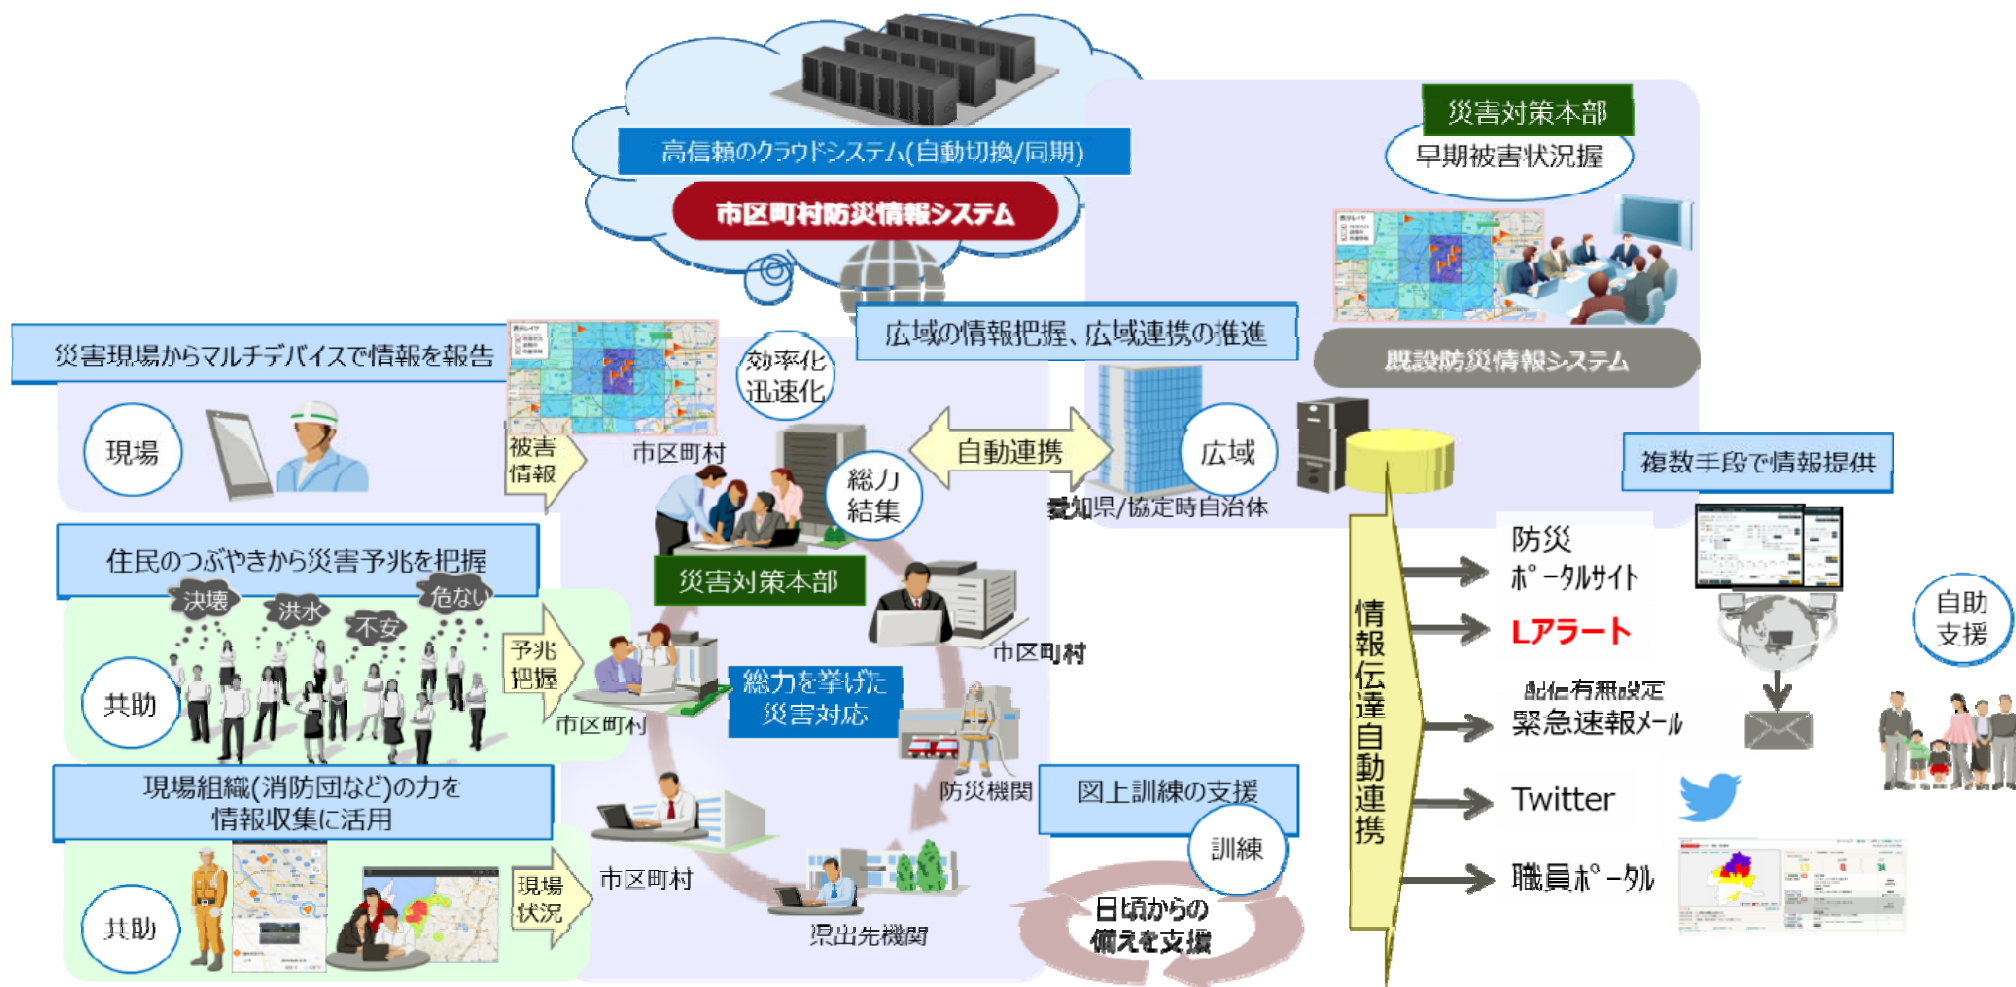 高信頼のクラウドシステム(自動切換/同期)
市区町村防災情報システム
災害対策本部
早期被害状況握
既設防災情報システム
広域の情報把握、広域連携の推進
災害現場からマルチデバイスで情報を報告
現場
被害
情報
効率化
迅速化
市区町村
総力
結集
災害対策本部
自動連携
広域
愛知県/協定時自治体
住民のつぶやきから災害予兆を把握
決壊
洪水
不安
危ない
共助
予兆
把握
市区町村
市区町村
総力を挙げた
災害対応
防災機関
現場組織(消防団など)の力を
情報収集に活用
共助
現場
状況
市区町村
県出先機関
図上訓練の支援
訓練
日頃からの
備えを支援
情報伝達自動連携
複数手段で情報提供
防災
ポータルサイト
Lアラート
配信有無設定
緊急速報メール
Twitter
職員ポータル
自助
支援